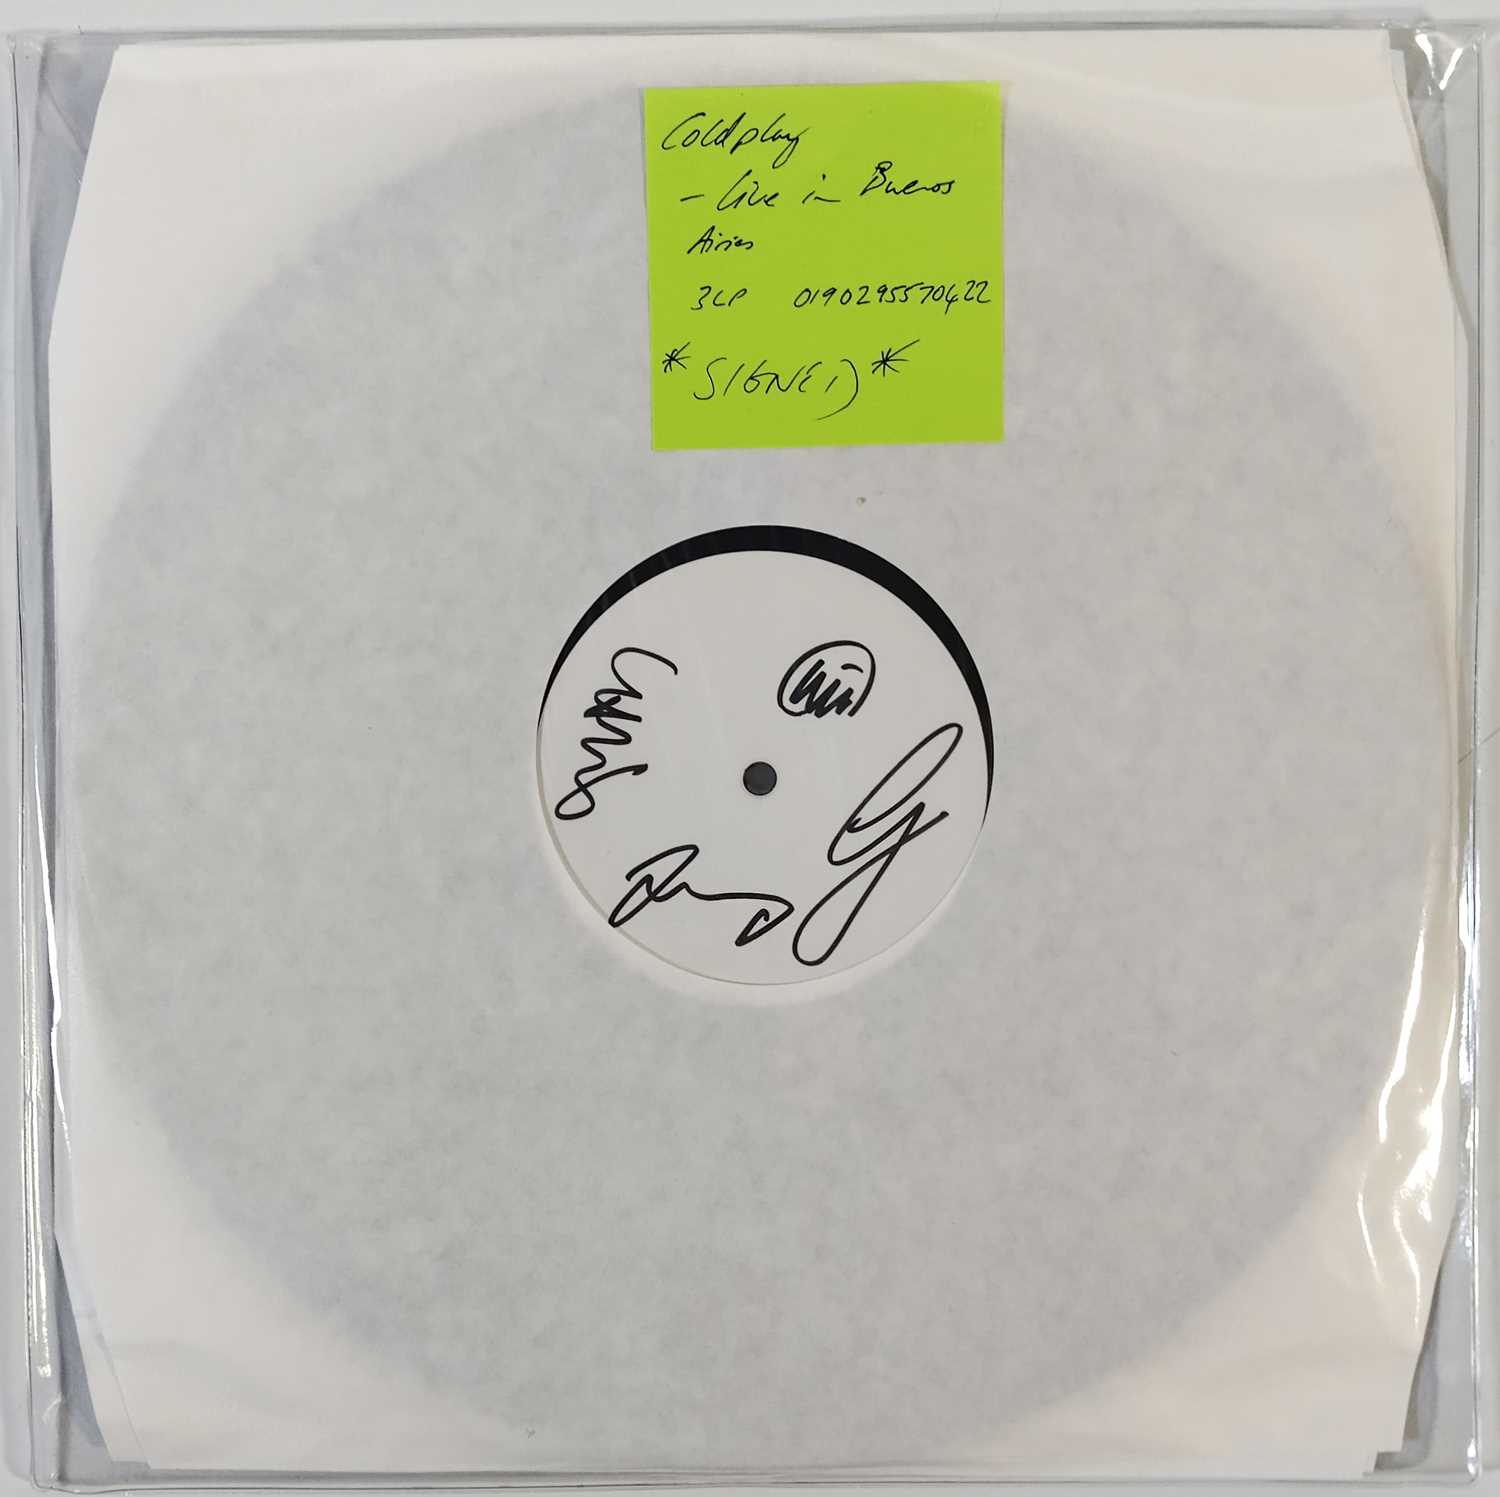 Coldplay
- Live in Buenos
Airies
3LP 0190295570422
*SIGNED*